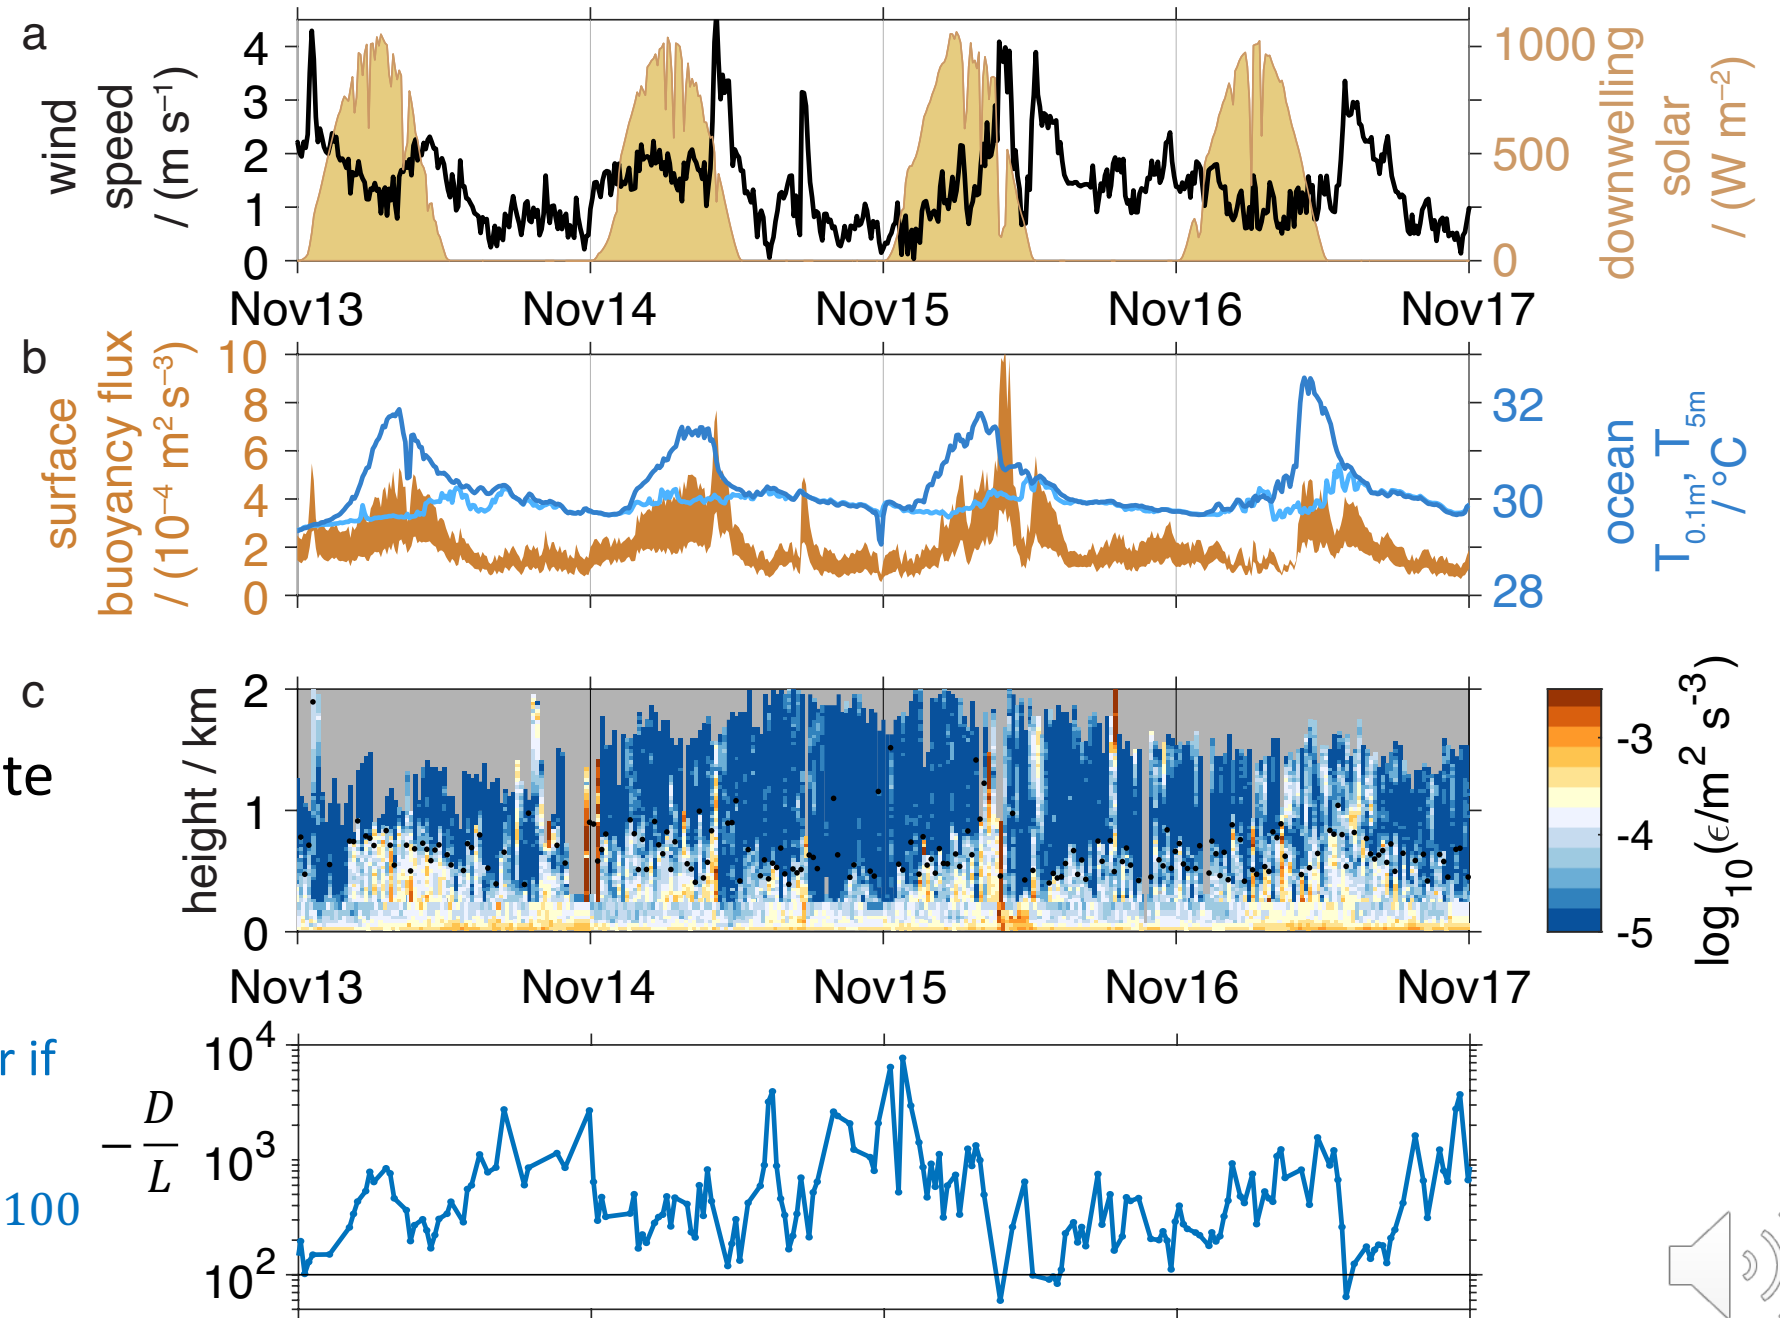 a
wind
speed
/ (m s⁻¹)
4
3
2
1
0
1000
500
0
downwelling
solar
/ (W m⁻²)
Nov13 Nov14 Nov15 Nov16 Nov17
b
surface
buoyancy flux
/ (10⁻⁴ m² s⁻³)
10
8
6
4
2
0
32
30
28
ocean
T0.1m, T5m
/ °C
c
te
height / km
2
1
0
-3
-4
-5
log10(ϵ/m² s⁻³)
Nov13 Nov14 Nov15 Nov16 Nov17
r if
100
− D/L
10⁴
10³
10²